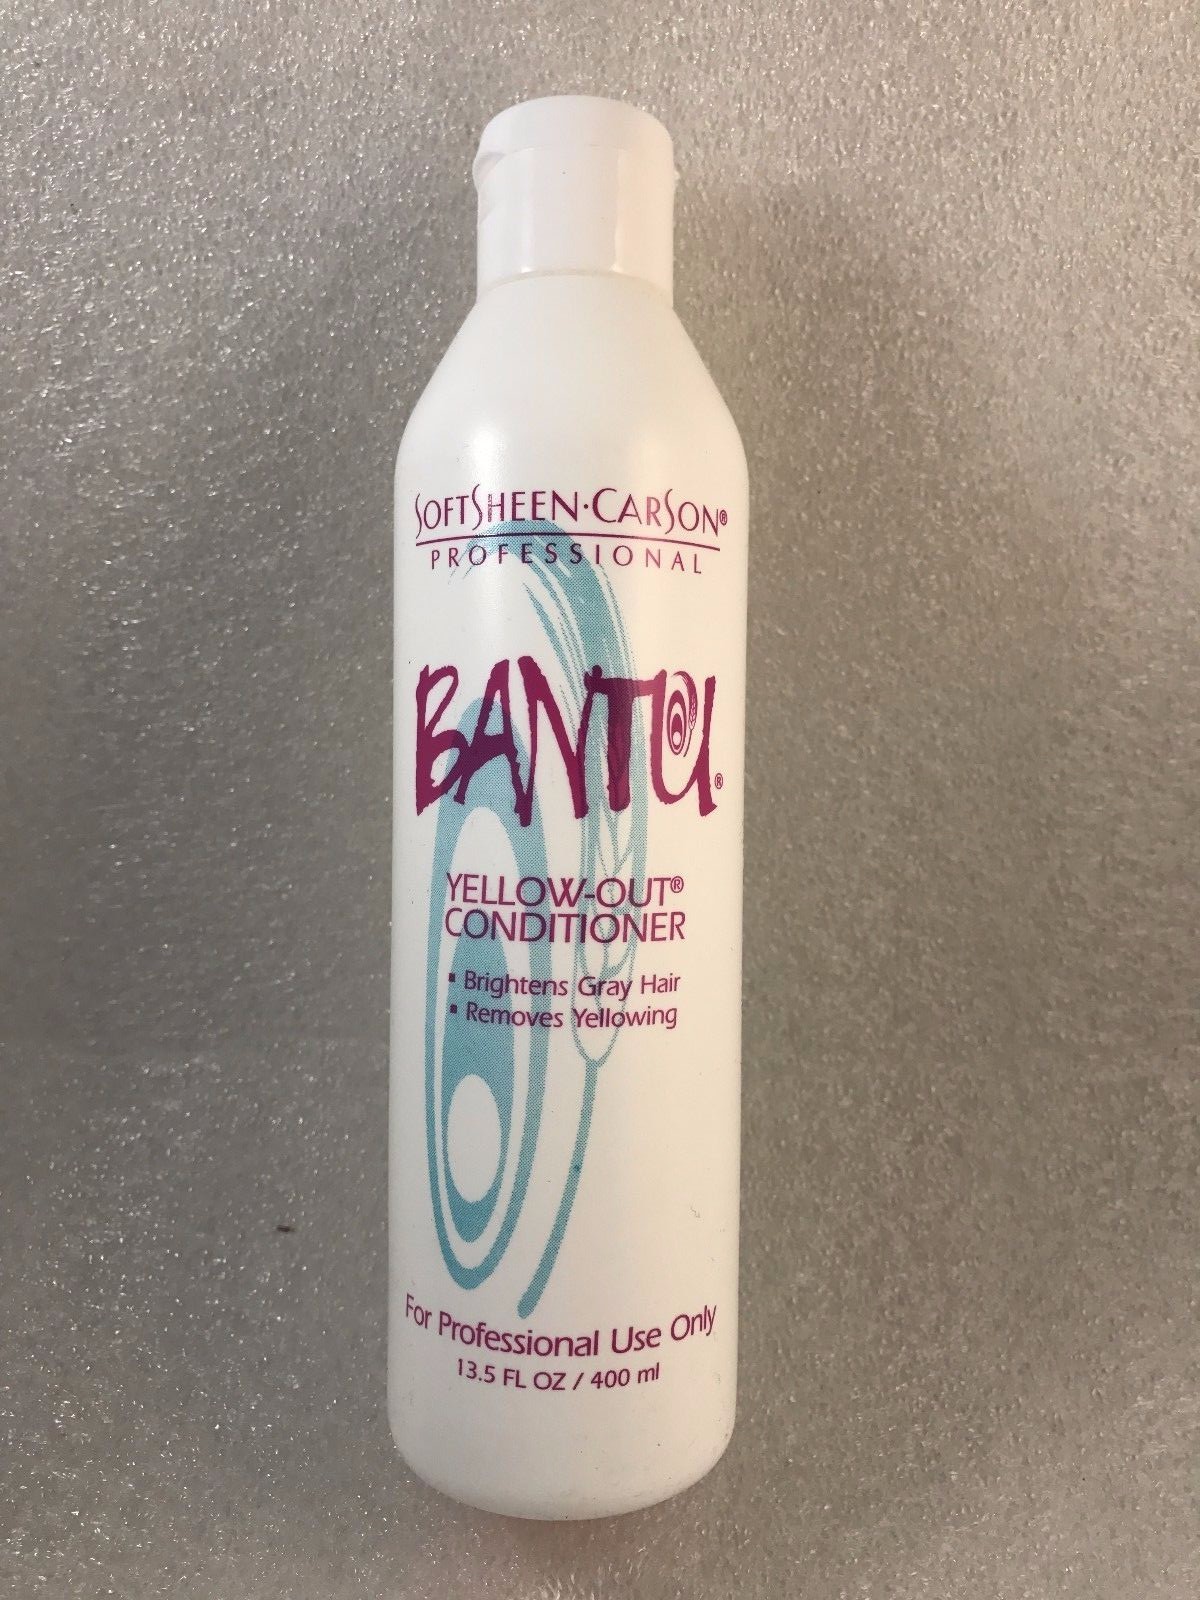 SOFTSHEEN·CARSON®
PROFESSIONAL
BANTU®
YELLOW-OUT®
CONDITIONER
▪ Brightens Gray Hair
▪ Removes Yellowing
For Professional Use Only
13.5 FL OZ / 400 ml